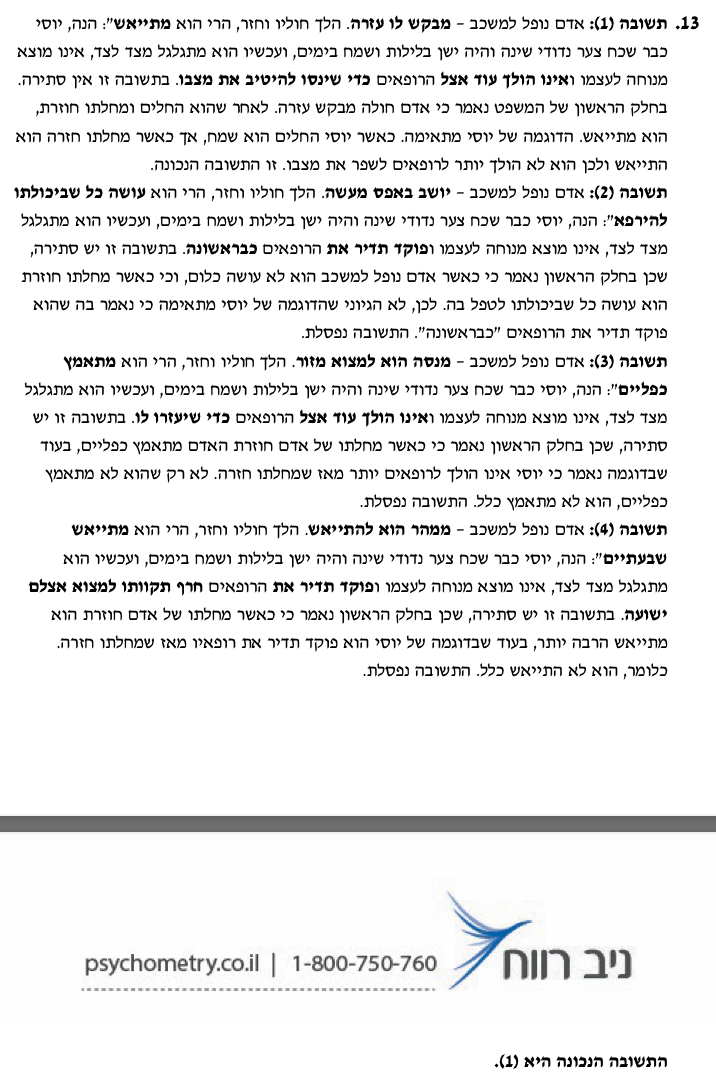 13. תשובה (1): אדם נופל למשכב – מבקש לו עזרה. הלך חוליו וחזר, הרי הוא מתייאש": הנה, יוסי
כבר שכח צער נדודי שינה והיה ישן בלילות ושמח בימים, ועכשיו הוא מתגלגל מצד לצד, אינו מוצא
מנוחה לעצמו ואינו הולך עוד אצל הרופאים כדי שינסו להיטיב את מצבו. בתשובה זו אין סתירה.
בחלק הראשון של המשפט נאמר כי אדם חולה מבקש עזרה. לאחר שהוא החלים ומחלתו חוזרת,
הוא מתייאש. הדוגמה של יוסי מתאימה. כאשר יוסי החלים הוא שמח, אך כאשר מחלתו חזרה הוא
התייאש ולכן הוא לא הולך יותר לרופאים לשפר את מצבו. זו התשובה הנכונה.
תשובה (2): אדם נופל למשכב – יושב באפס מעשה. הלך חוליו וחזר, הרי הוא עושה כל שביכולתו
להירפא": הנה, יוסי כבר שכח צער נדודי שינה והיה ישן בלילות ושמח בימים, ועכשיו הוא מתגלגל
מצד לצד, אינו מוצא מנוחה לעצמו ופוקד תדיר את הרופאים כבראשונה. בתשובה זו יש סתירה,
שכן בחלק הראשון נאמר כי כאשר אדם נופל למשכב הוא לא עושה כלום, וכי כאשר מחלתו חוזרת
הוא עושה כל שביכולתו לטפל בה. לכן, לא הגיוני שהדוגמה של יוסי מתאימה כי נאמר בה שהוא
פוקד תדיר את הרופאים "כבראשונה". התשובה נפסלת.
תשובה (3): אדם נופל למשכב – מנסה הוא למצוא מזור. הלך חוליו וחזר, הרי הוא מתאמץ
כפליים": הנה, יוסי כבר שכח צער נדודי שינה והיה ישן בלילות ושמח בימים, ועכשיו הוא מתגלגל
מצד לצד, אינו מוצא מנוחה לעצמו ואינו הולך עוד אצל הרופאים כדי שיעזרו לו. בתשובה זו יש
סתירה, שכן בחלק הראשון נאמר כי כאשר מחלתו של אדם חוזרת האדם מתאמץ כפליים, בעוד
שבדוגמה נאמר כי יוסי אינו הולך לרופאים יותר מאז שמחלתו חזרה. לא רק שהוא לא מתאמץ
כפליים, הוא לא מתאמץ כלל. התשובה נפסלת.
תשובה (4): אדם נופל למשכב – ממהר הוא להתייאש. הלך חוליו וחזר, הרי הוא מתייאש
שבעתיים": הנה, יוסי כבר שכח צער נדודי שינה והיה ישן בלילות ושמח בימים, ועכשיו הוא
מתגלגל מצד לצד, אינו מוצא מנוחה לעצמו ופוקד תדיר את הרופאים חרף תקוותו למצוא אצלם
ישועה. בתשובה זו יש סתירה, שכן בחלק הראשון נאמר כי כאשר מחלתו של אדם חוזרת הוא
מתייאש הרבה יותר, בעוד שבדוגמה של יוסי הוא פוקד תדיר את רופאיו מאז שמחלתו חזרה.
כלומר, הוא לא התייאש כלל. התשובה נפסלת.
ניב רווח
psychometry.co.il | 1-800-750-760
התשובה הנכונה היא (1).